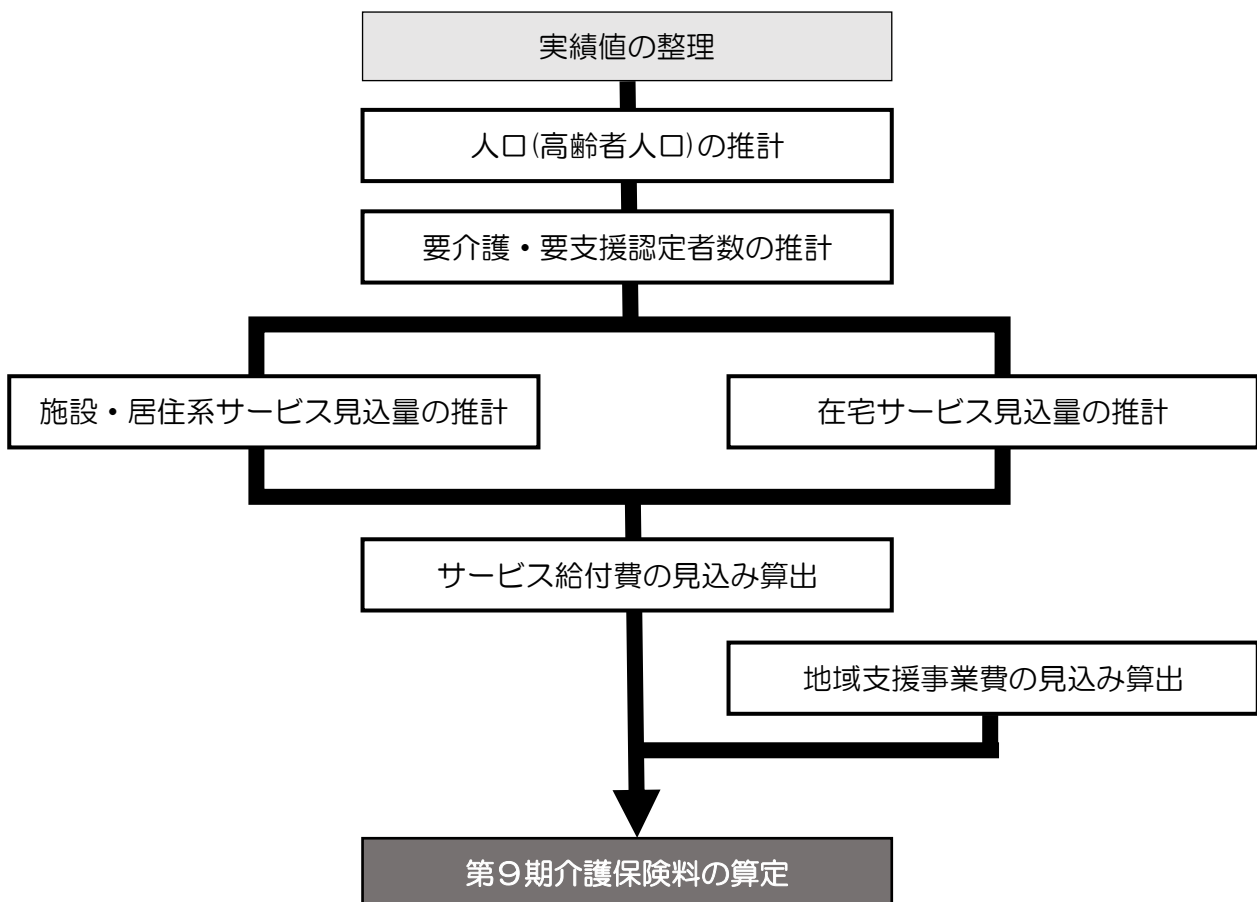 実績値の整理
人口(高齢者人口)の推計
要介護・要支援認定者数の推計
施設・居住系サービス見込量の推計
在宅サービス見込量の推計
サービス給付費の見込み算出
地域支援事業費の見込み算出
第９期介護保険料の算定